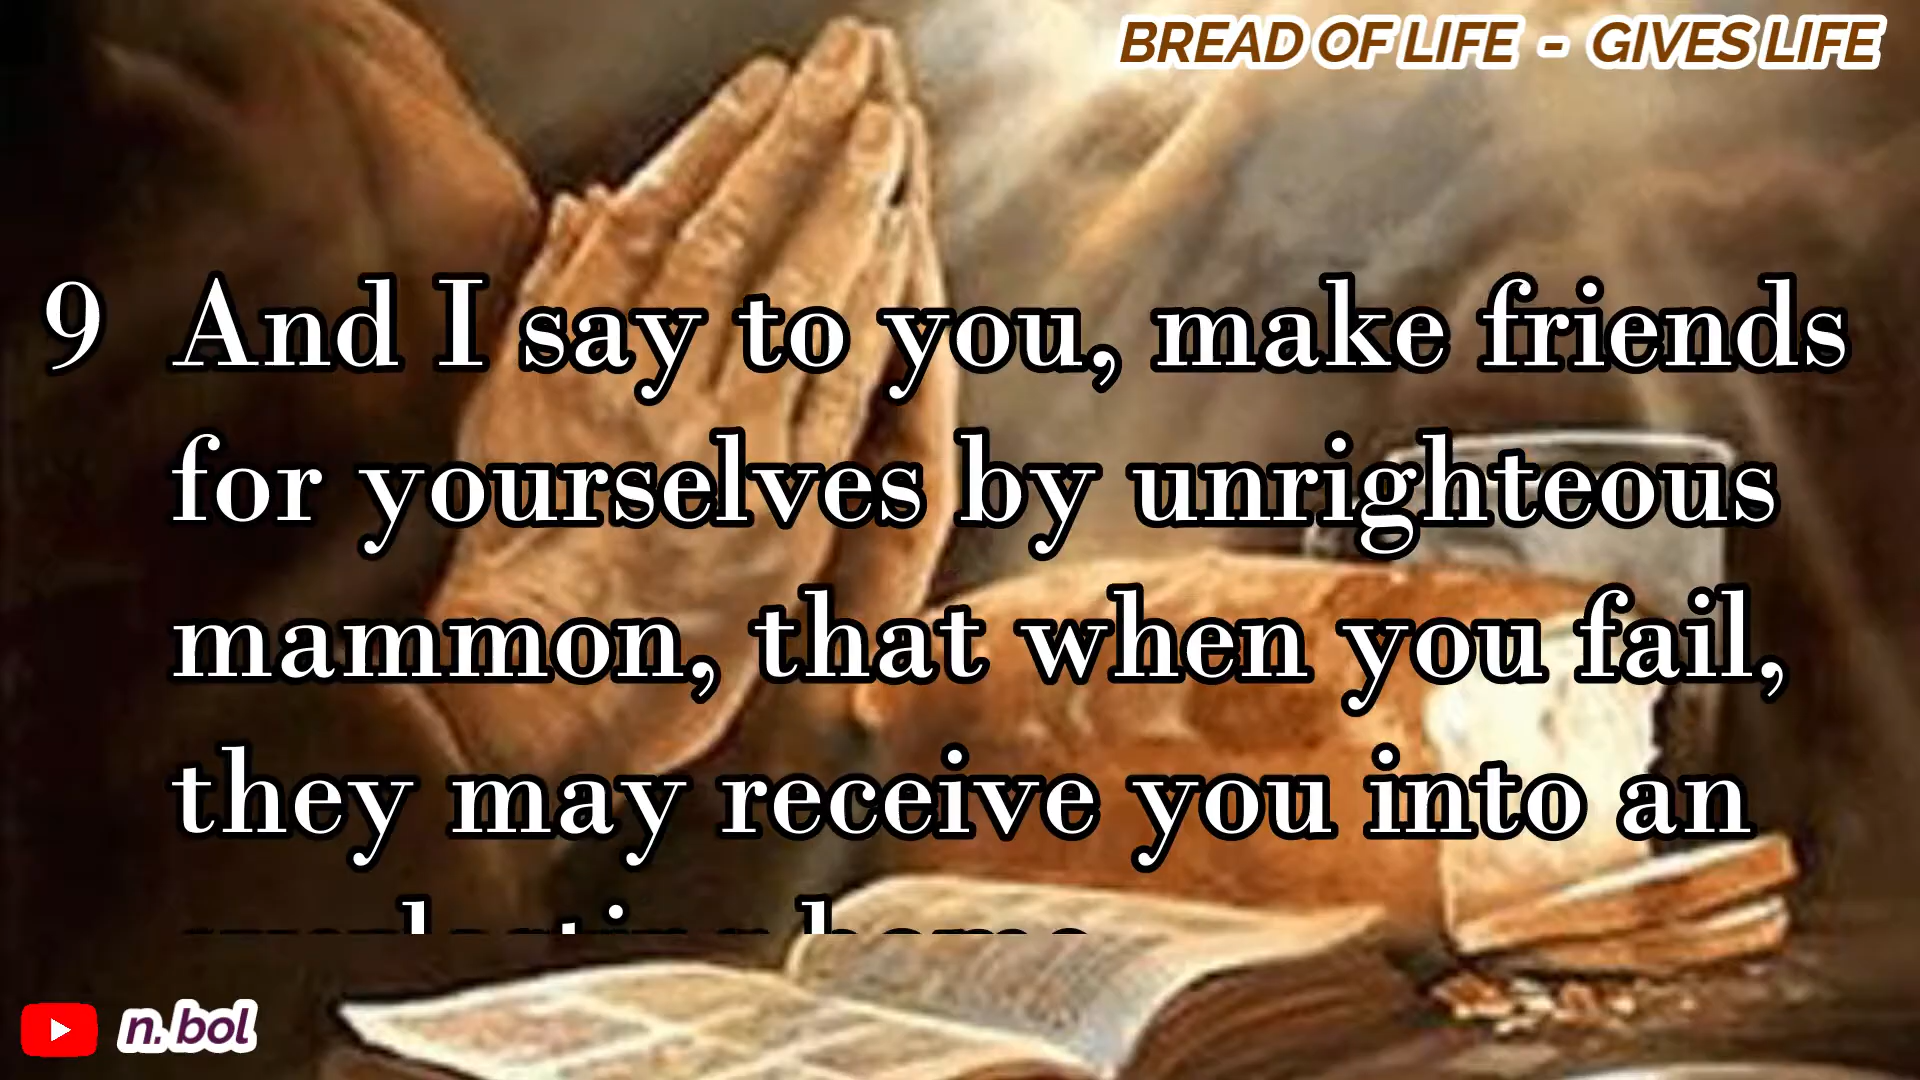 BREAD OF LIFE - GIVES LIFE
9 And I say to you, make friends
for yourselves by unrighteous
mammon, that when you fail,
they may receive you into an
n. bol